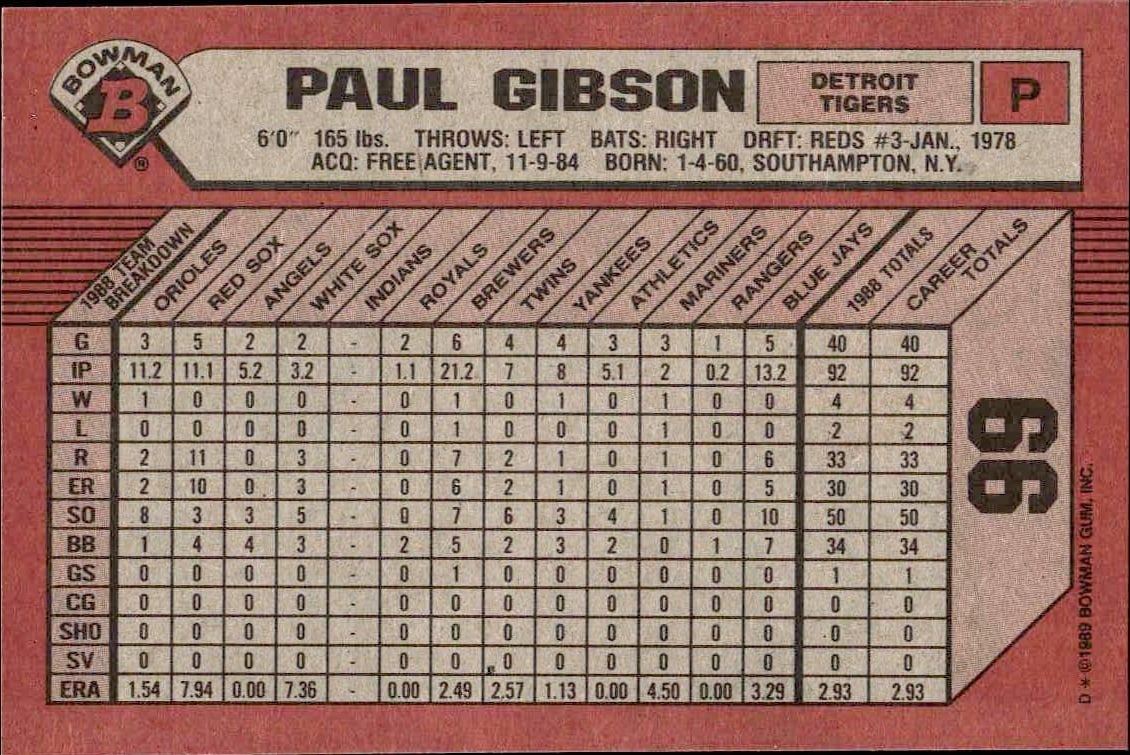 BOWMAN
B
®
PAUL GIBSON
DETROIT
TIGERS
P
6'0" 165 lbs. THROWS: LEFT BATS: RIGHT DRFT: REDS #3-JAN., 1978
ACQ: FREE AGENT, 11-9-84 BORN: 1-4-60, SOUTHAMPTON, N.Y.
1988 TEAM BREAKDOWN ORIOLES RED SOX ANGELS WHITE SOX INDIANS ROYALS BREWERS TWINS YANKEES ATHLETICS MARINERS RANGERS BLUE JAYS 1988 TOTALS CAREER TOTALS
G 3 5 2 2 - 2 6 4 4 3 3 1 5 40 40
IP 11.2 11.1 5.2 3.2 - 1.1 21.2 7 8 5.1 2 0.2 13.2 92 92
W 1 0 0 0 - 0 1 0 1 0 1 0 0 4 4
L 0 0 0 0 - 0 1 0 0 0 1 0 0 2 2
R 2 11 0 3 - 0 7 2 1 0 1 0 6 33 33
ER 2 10 0 3 - 0 6 2 1 0 1 0 5 30 30
SO 8 3 3 5 - 0 7 6 3 4 1 0 10 50 50
BB 1 4 4 3 - 2 5 2 3 2 0 1 7 34 34
GS 0 0 0 0 - 0 1 0 0 0 0 0 0 1 1
CG 0 0 0 0 - 0 0 0 0 0 0 0 0 0 0
SHO 0 0 0 0 - 0 0 0 0 0 0 0 0 0 0
SV 0 0 0 0 - 0 0 0 0 0 0 0 0 0 0
ERA 1.54 7.94 0.00 7.36 - 0.00 2.49 2.57 1.13 0.00 4.50 0.00 3.29 2.93 2.93
99
D * ©1989 BOWMAN GUM, INC.